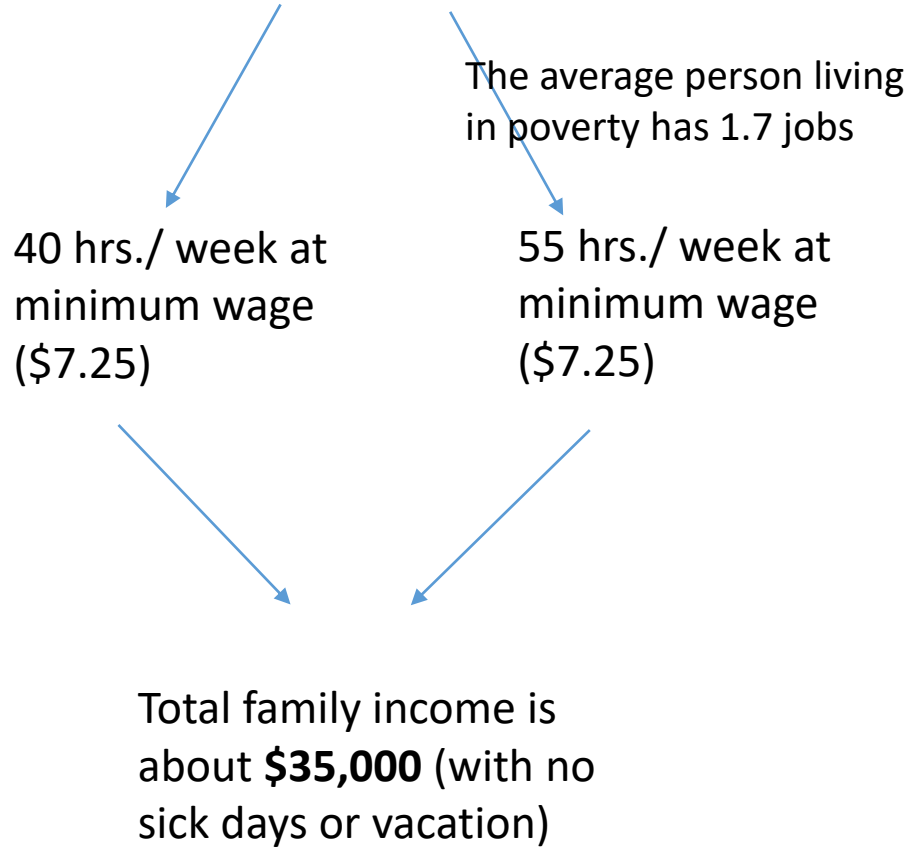 The average person living
in poverty has 1.7 jobs
40 hrs./ week at
minimum wage
($7.25)
55 hrs./ week at
minimum wage
($7.25)
Total family income is
about $35,000 (with no
sick days or vacation)